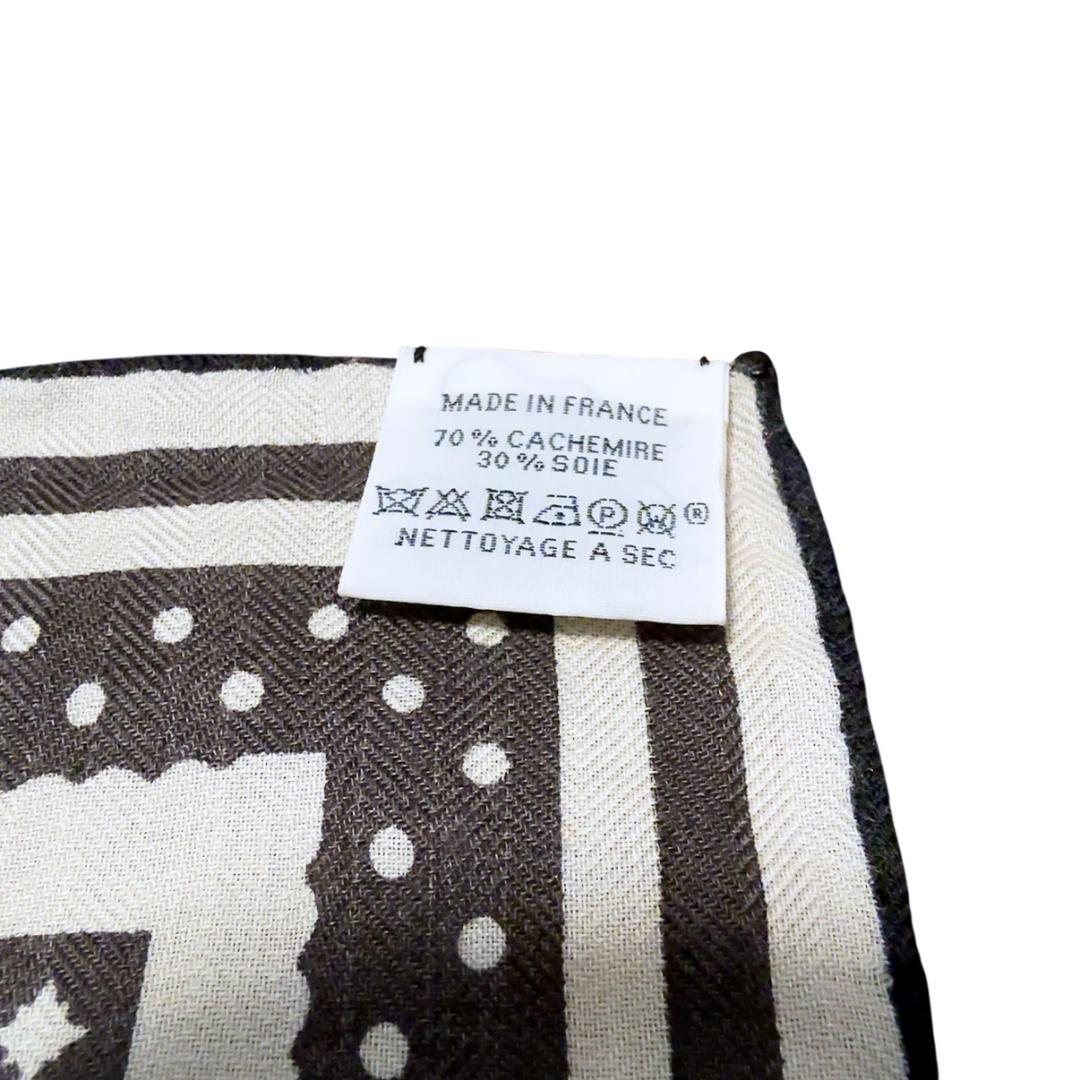 MADE IN FRANCE
70 % CACHEMIRE
30 % SOIE
P W ®
NETTOYAGE A SEC